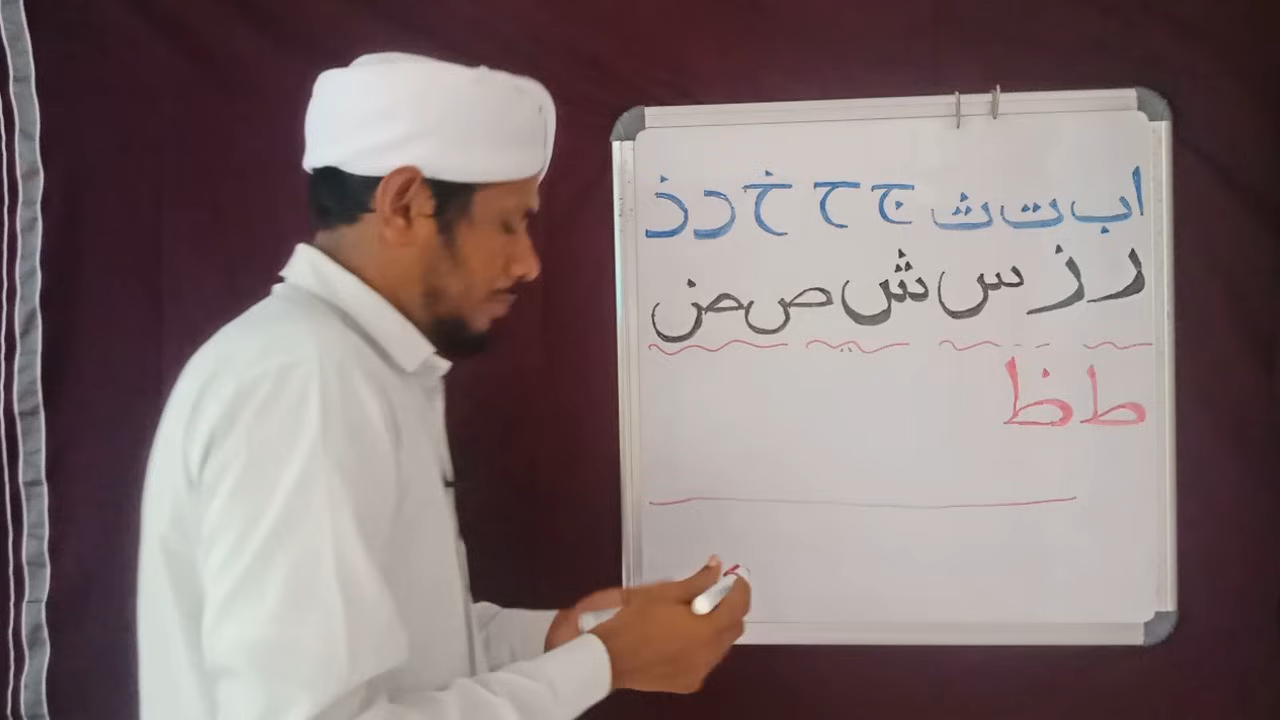 ا ب ت ث ج ح خ د ذ
ر ز س ش ص ض
ط ظ